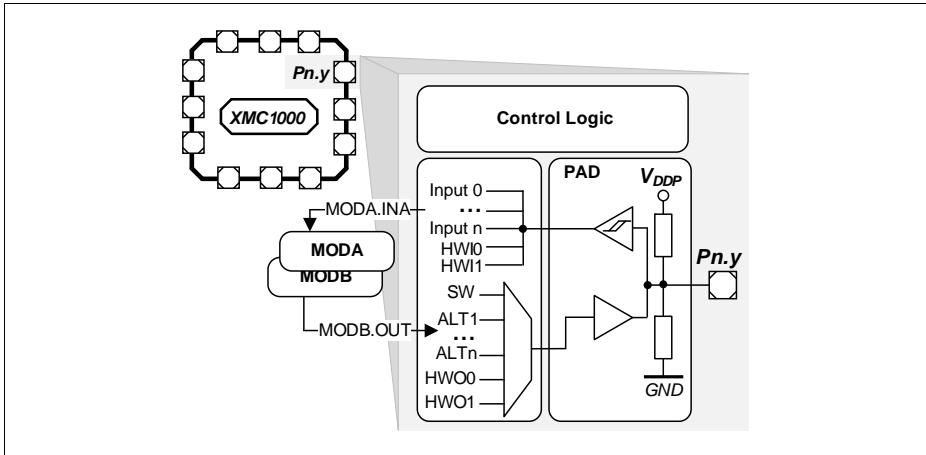 Pn.y
XMC1000
Control Logic
PAD
VDDP
Input 0
...
Input n
HWI0
HWI1
MODA.INA
MODA
MODB
MODB.OUT
SW
ALT1
...
ALTn
HWO0
HWO1
Pn.y
GND